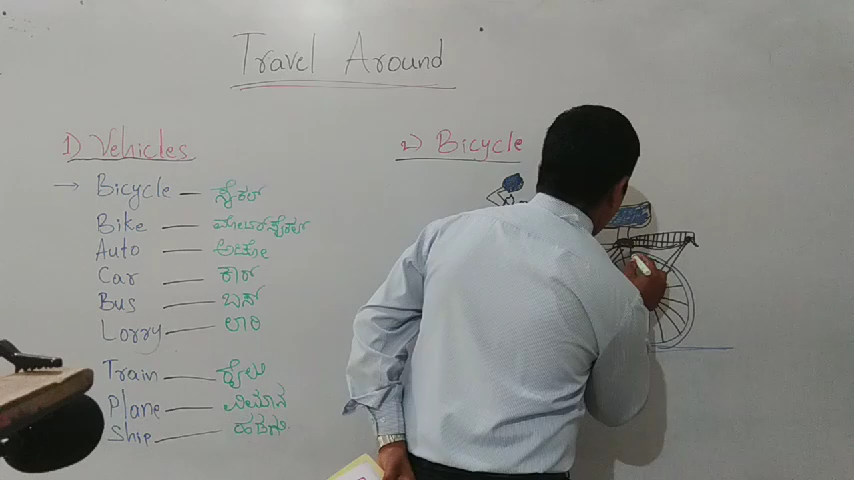 Travel Around
1) Vehicles
→ Bicycle — ಸೈಕಲ್
Bike — ಮೋಟರ್ ಸೈಕಲ್
Auto — ಆಟೋ
Car — ಕಾರ್
Bus — ಬಸ್
Lorry — ಲಾರಿ
Train — ರೈಲು
Plane — ವಿಮಾನ
Ship — ಹಡಗು
2) Bicycle